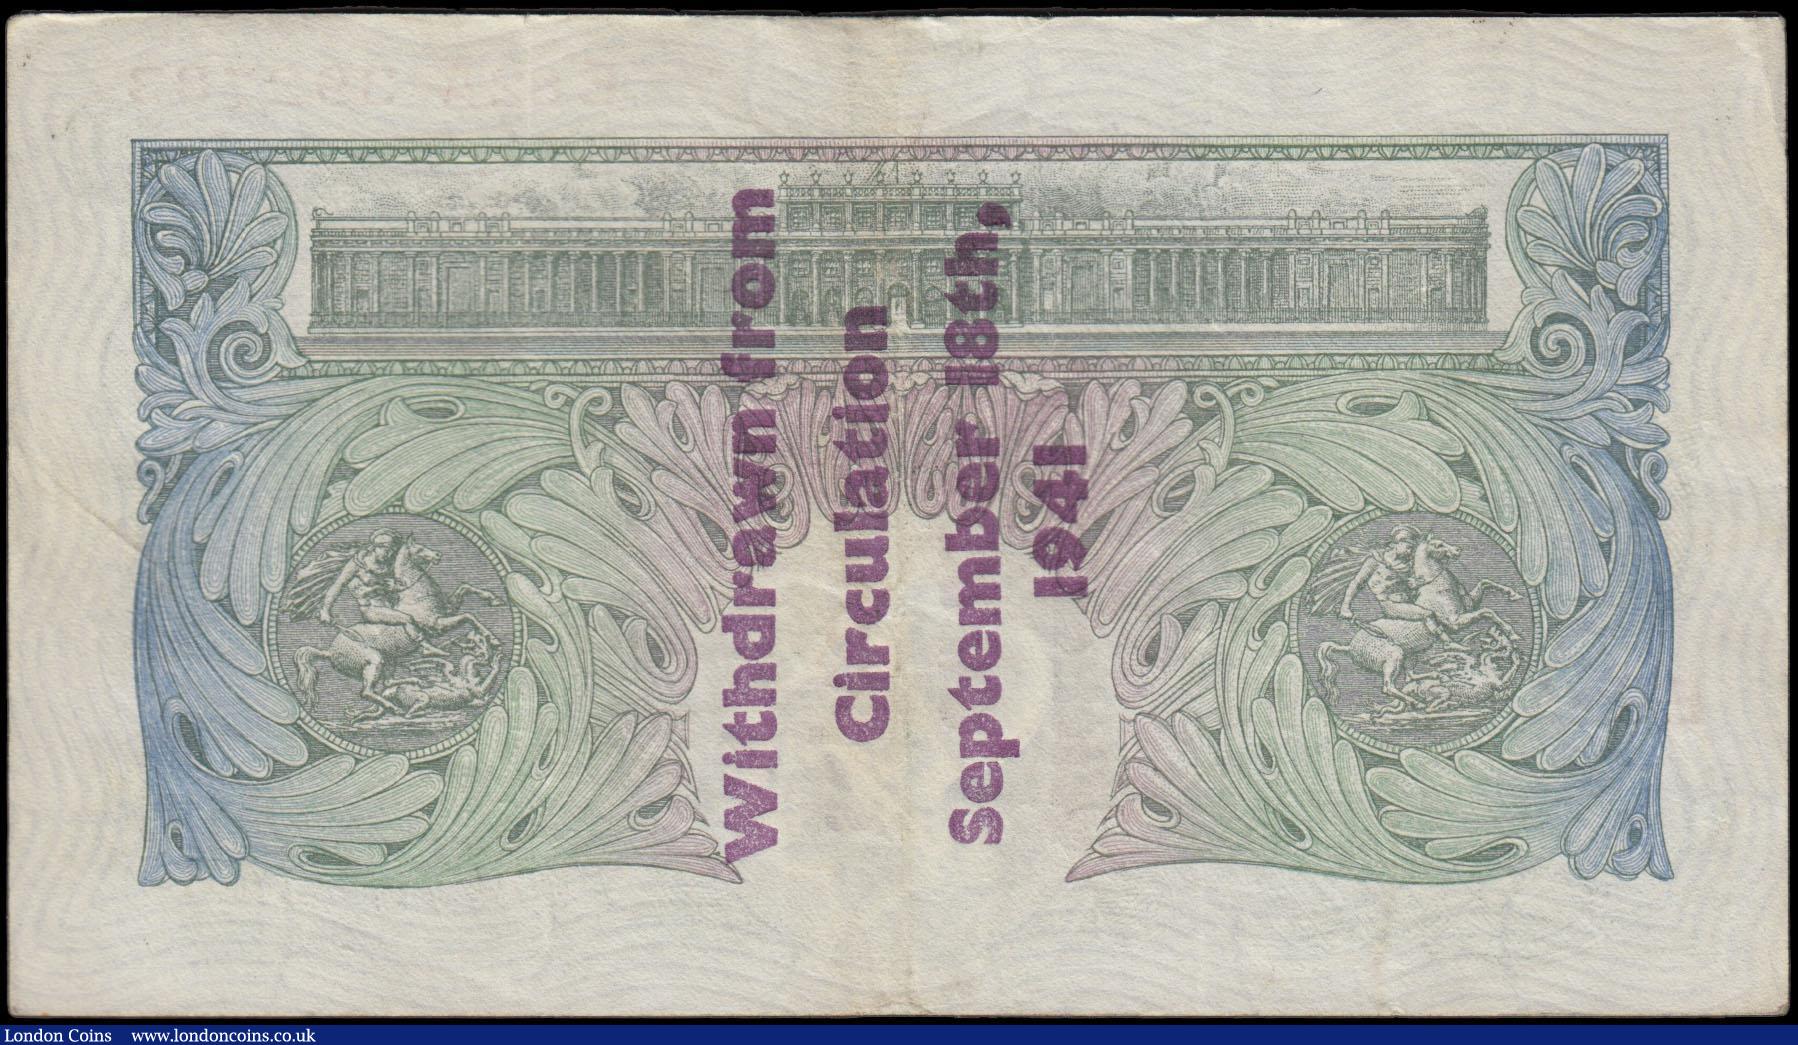 Withdrawn from
Circulation
September 18th,
1941
London Coins www.londoncoins.co.uk